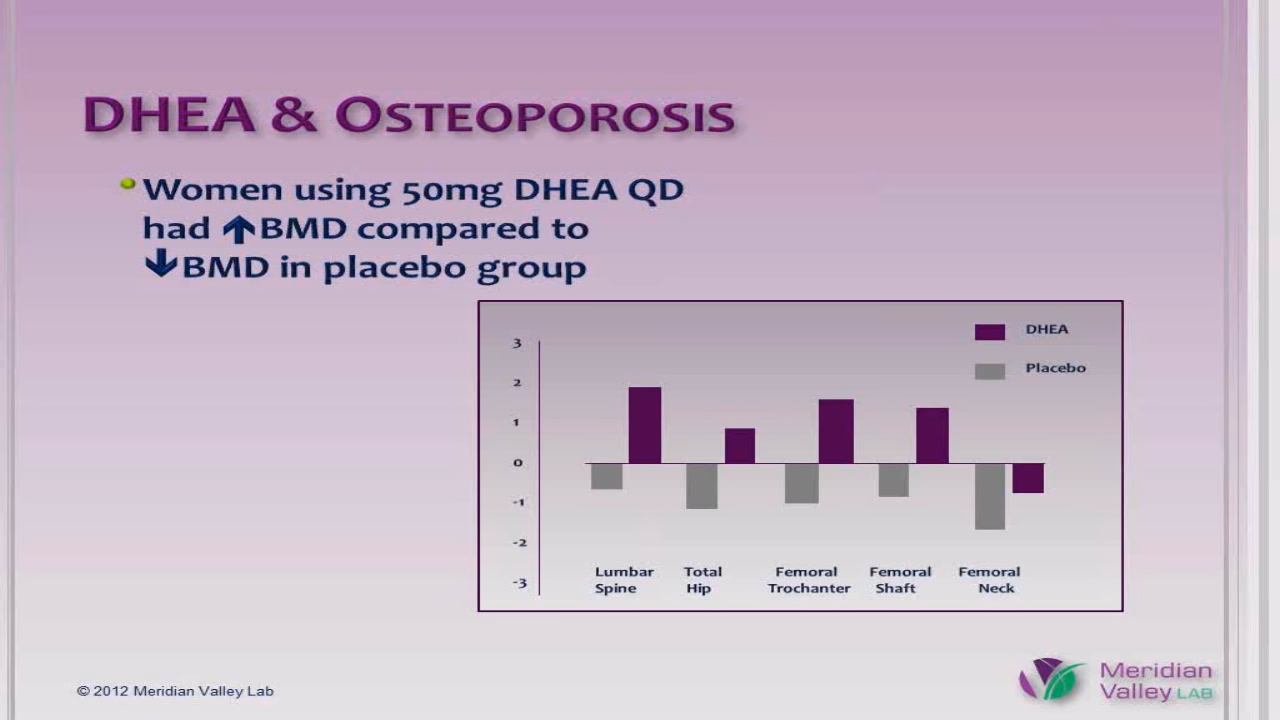 DHEA & OSTEOPOROSIS
Women using 50mg DHEA QD
had ↑BMD compared to
↓BMD in placebo group
DHEA
Placebo
3
2
1
0
-1
-2
-3
Lumbar Spine
Total Hip
Femoral Trochanter
Femoral Shaft
Femoral Neck
© 2012 Meridian Valley Lab
Meridian
Valley LAB